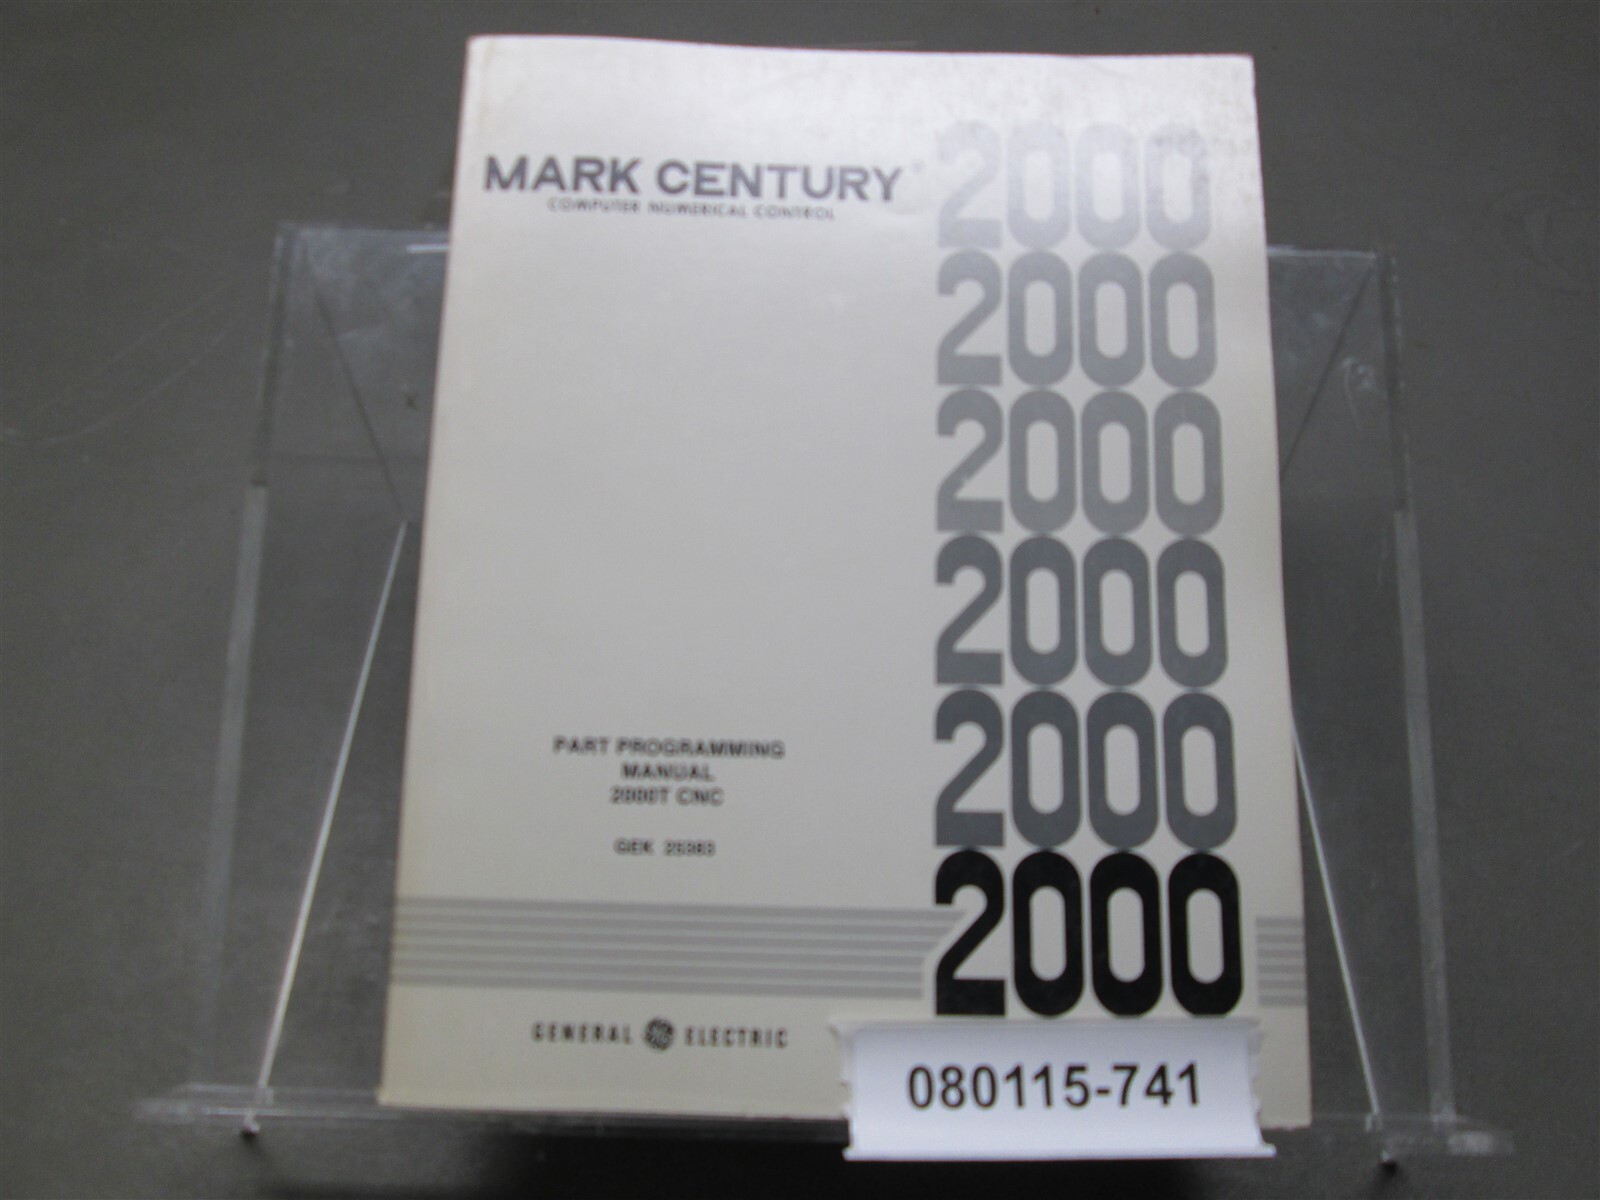 MARK CENTURY
COMPUTER NUMERICAL CONTROL
2000
2000
2000
2000
2000
2000
PART PROGRAMMING
MANUAL
2000T CNC
GEK 25383
GENERAL GE ELECTRIC
080115-741